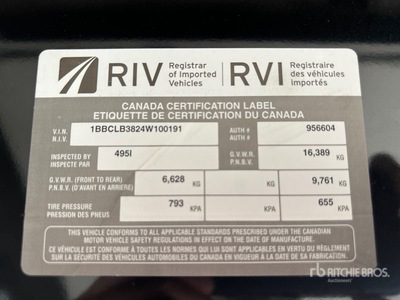 RIV Registrar of Imported Vehicles RVI Registraire des véhicules importés
CANADA CERTIFICATION LABEL
ETIQUETTE DE CERTIFICATION DU CANADA
V.I.N. 1BBCLB3824W100191 AUTH # 956604
N.I.V. AUTH #
INSPECTED BY 495I G.V.W.R. 16,389 KG
INSPECTE PAR P.N.B.V.
G.V.W.R. (FRONT TO REAR) 6,628 KG 9,761 KG
P.N.B.V. (D'AVANT EN ARRIÈRE)
TIRE PRESSURE 793 KPA 655 KPA
PRESSION DES PNEUS
THIS VEHICLE CONFORMS TO ALL APPLICABLE STANDARDS PRESCRIBED UNDER THE CANADIAN
MOTOR VEHICLE SAFETY REGULATIONS IN EFFECT ON THE DATE OF MANUFACTURE.
CE VÉHICULE EST CONFORME À TOUTES LES NORMES QUI LUI SONT APPLICABLES EN VERTU DU RÈGLEMENT
SUR LA SÉCURITÉ DES VÉHICULES AUTOMOBILES DU CANADA EN VIGUEUR À LA DATE DE SA FABRICATION.
rb RITCHIE BROS.
Auctioneers